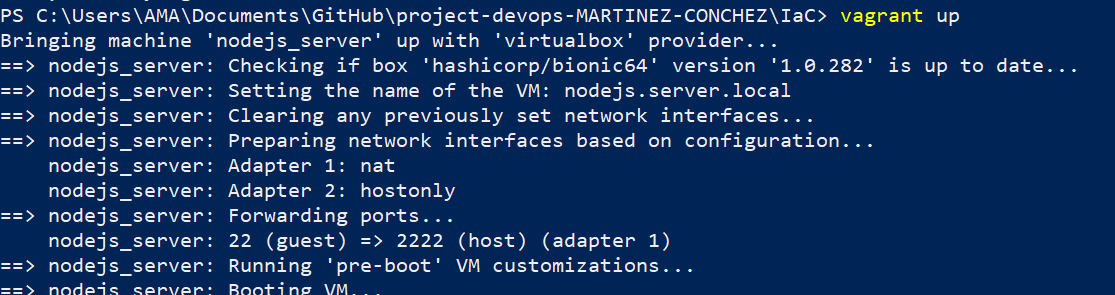 PS C:\Users\AMA\Documents\GitHub\project-devops-MARTINEZ-CONCHEZ\IaC> vagrant up
Bringing machine 'nodejs_server' up with 'virtualbox' provider...
==> nodejs_server: Checking if box 'hashicorp/bionic64' version '1.0.282' is up to date...
==> nodejs_server: Setting the name of the VM: nodejs.server.local
==> nodejs_server: Clearing any previously set network interfaces...
==> nodejs_server: Preparing network interfaces based on configuration...
    nodejs_server: Adapter 1: nat
    nodejs_server: Adapter 2: hostonly
==> nodejs_server: Forwarding ports...
    nodejs_server: 22 (guest) => 2222 (host) (adapter 1)
==> nodejs_server: Running 'pre-boot' VM customizations...
==> nodejs_server: Booting VM...